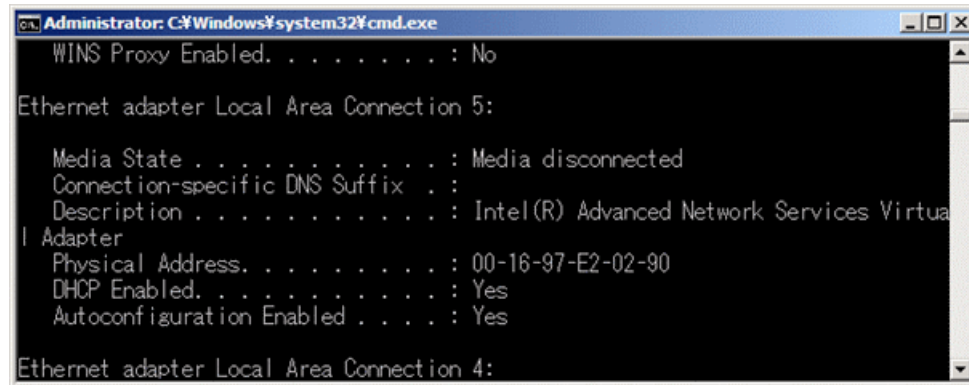 Administrator: C:¥Windows¥system32¥cmd.exe
WINS Proxy Enabled. . . . . . . . : No
Ethernet adapter Local Area Connection 5:
Media State . . . . . . . . . . . : Media disconnected
Connection-specific DNS Suffix  . :
Description . . . . . . . . . . . : Intel(R) Advanced Network Services Virtua
l Adapter
Physical Address. . . . . . . . . : 00-16-97-E2-02-90
DHCP Enabled. . . . . . . . . . . : Yes
Autoconfiguration Enabled . . . . : Yes
Ethernet adapter Local Area Connection 4: